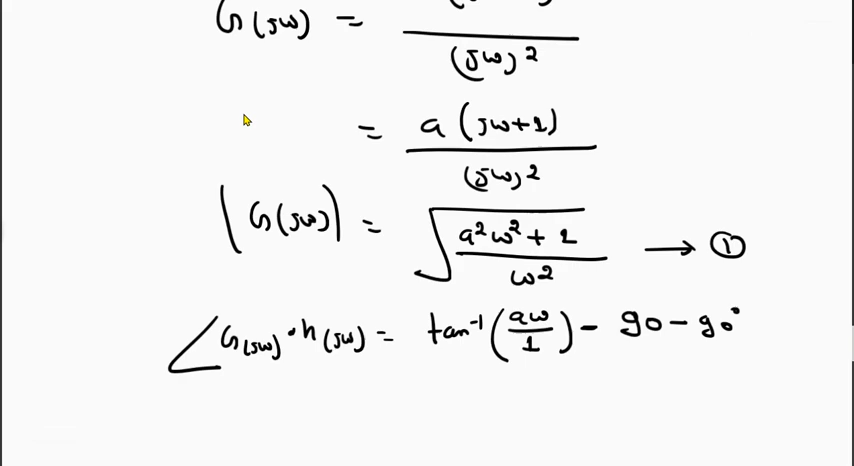 G(jω) = / (jω)²
= a (jω+1) / (jω)²
|G(jω)| = √(a²ω² + 1 / ω²) → ①
∠G(jω)·h(jω) = tan⁻¹(aω/1) - 90 - 90°